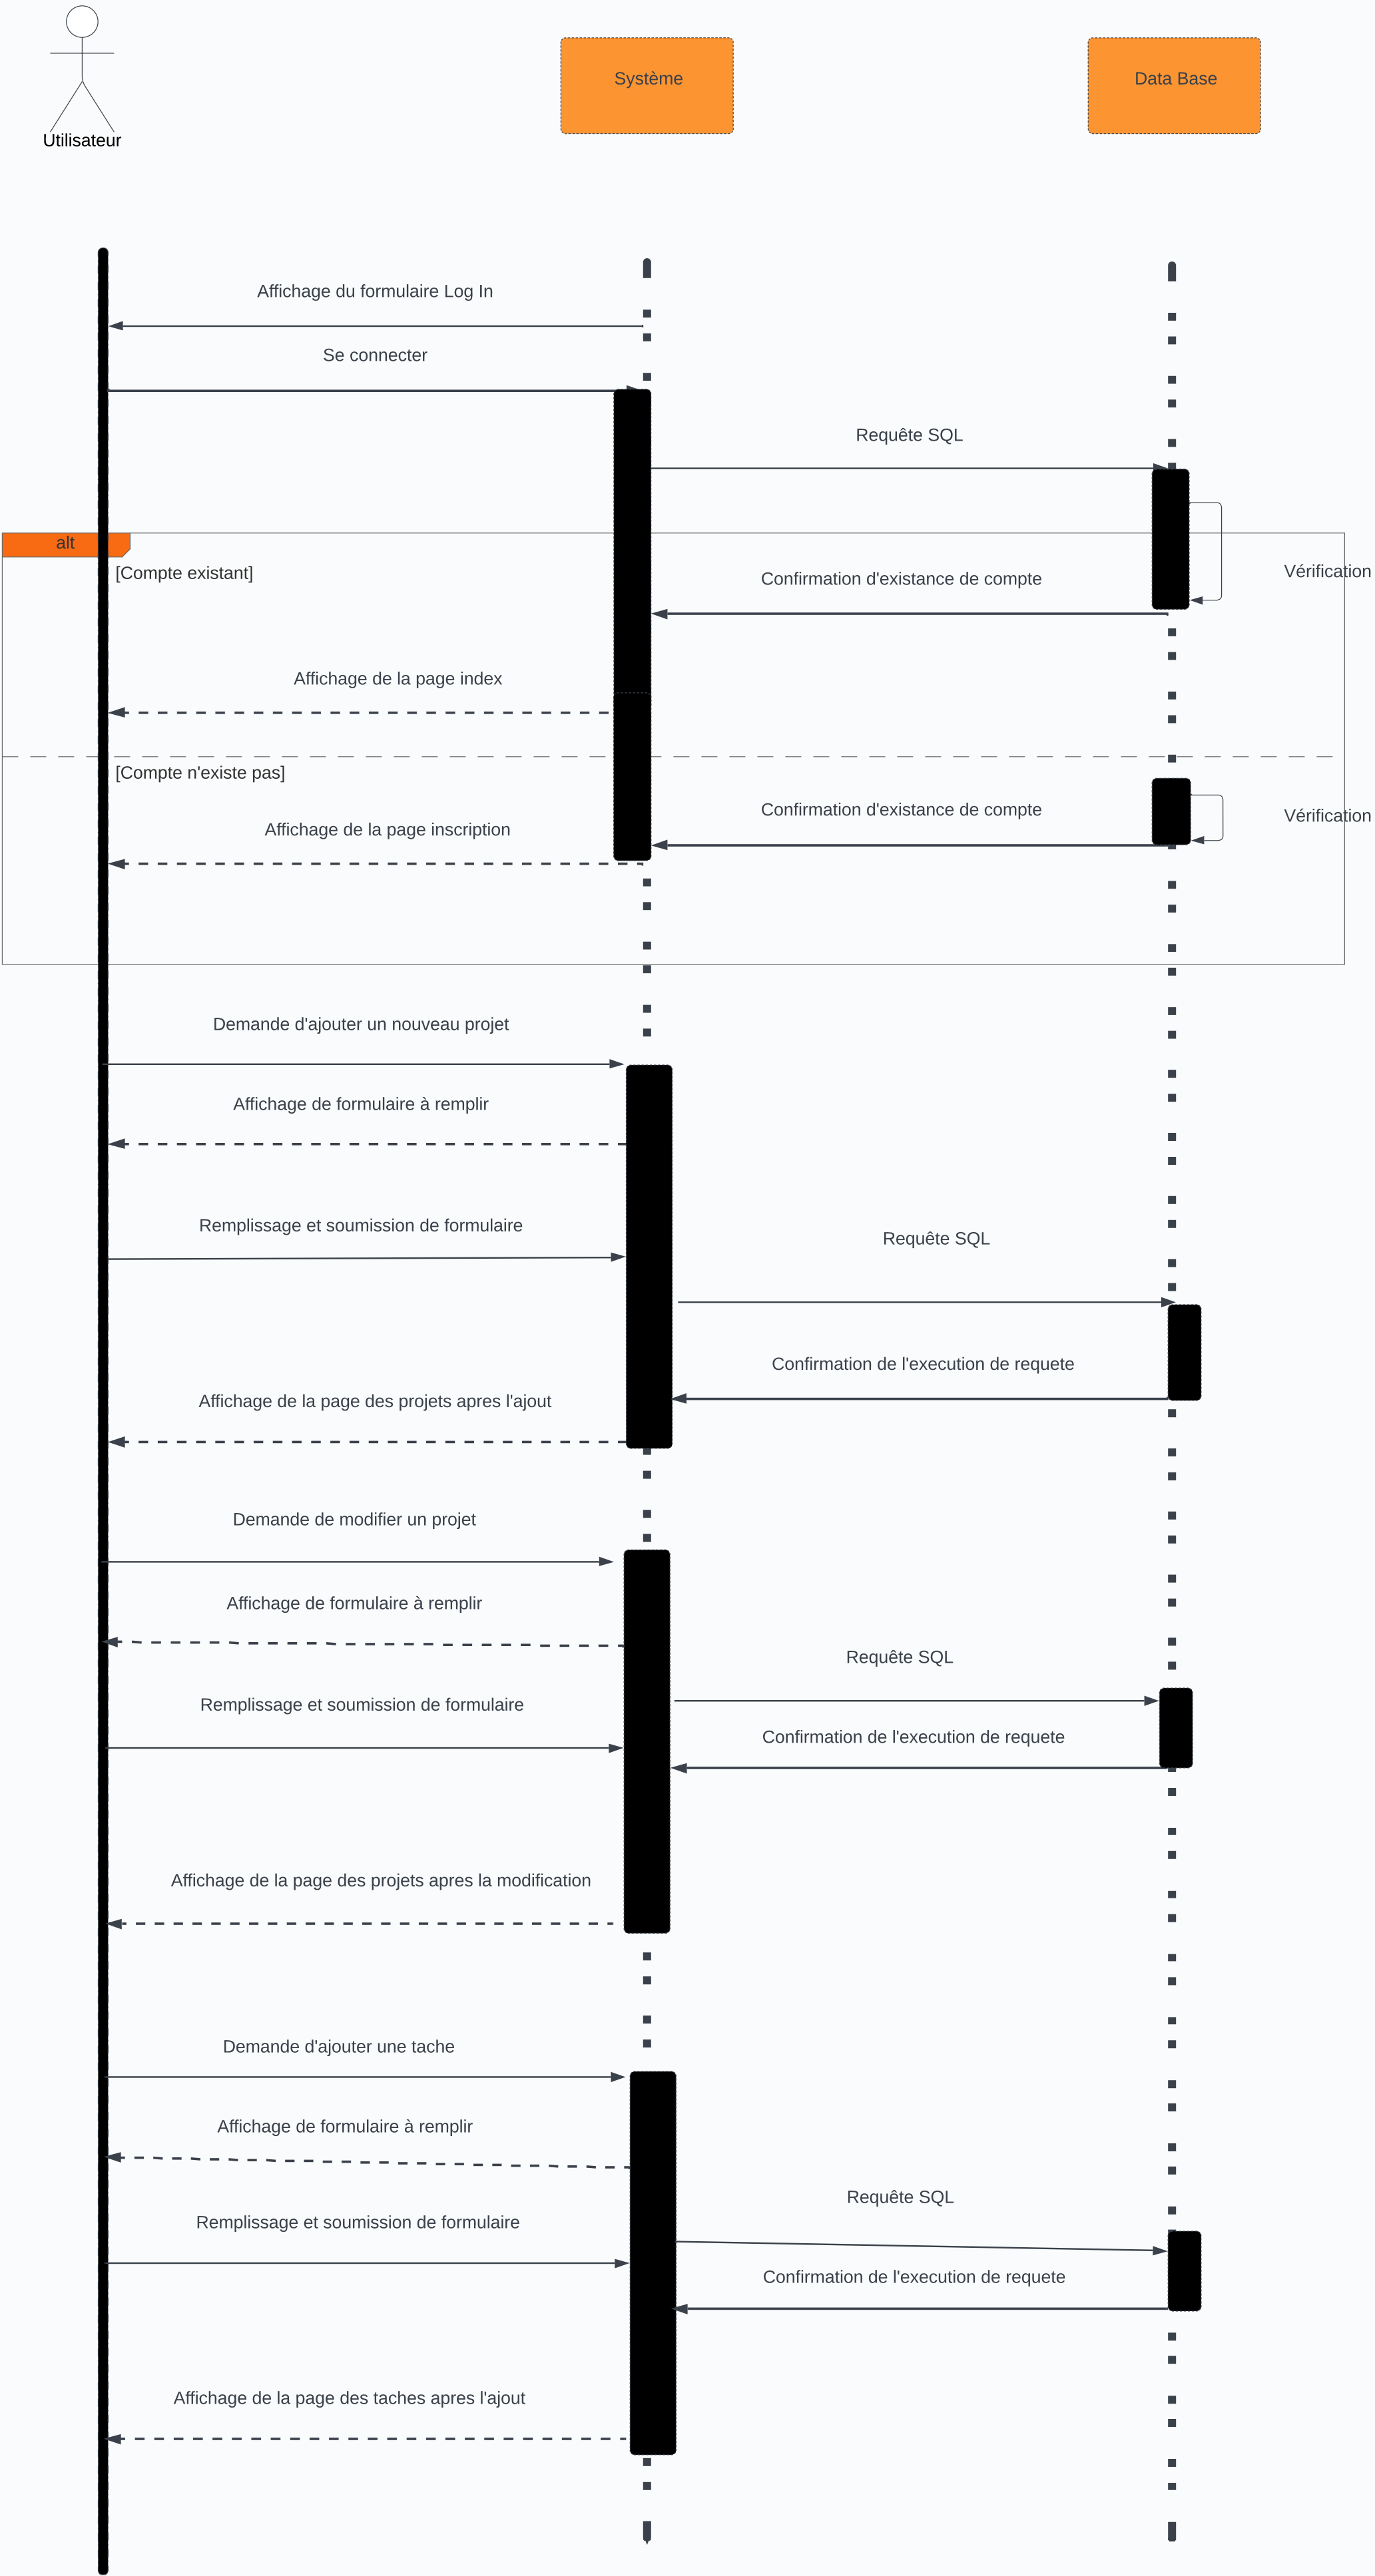 Utilisateur
Système
Data Base
Affichage du formulaire Log In
Se connecter
Requête SQL
alt
[Compte existant]
Vérification
Confirmation d'existance de compte
Affichage de la page index
[Compte n'existe pas]
Confirmation d'existance de compte
Vérification
Affichage de la page inscription
Demande d'ajouter un nouveau projet
Affichage de formulaire à remplir
Remplissage et soumission de formulaire
Requête SQL
Confirmation de l'execution de requete
Affichage de la page des projets apres l'ajout
Demande de modifier un projet
Affichage de formulaire à remplir
Requête SQL
Remplissage et soumission de formulaire
Confirmation de l'execution de requete
Affichage de la page des projets apres la modification
Demande d'ajouter une tache
Affichage de formulaire à remplir
Requête SQL
Remplissage et soumission de formulaire
Confirmation de l'execution de requete
Affichage de la page des taches apres l'ajout